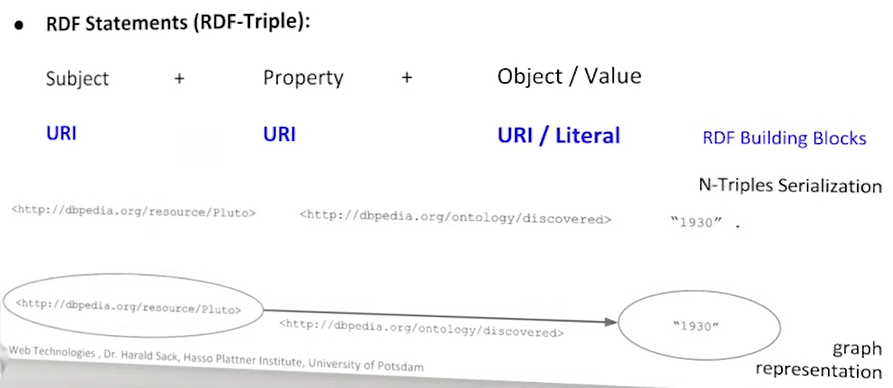 • RDF Statements (RDF-Triple):
Subject + Property + Object / Value
URI URI URI / Literal RDF Building Blocks
N-Triples Serialization
<http://dbpedia.org/resource/Pluto> <http://dbpedia.org/ontology/discovered> "1930" .
<http://dbpedia.org/resource/Pluto> "1930"
<http://dbpedia.org/ontology/discovered>
graph
representation
Web Technologies , Dr. Harald Sack, Hasso Plattner Institute, University of Potsdam